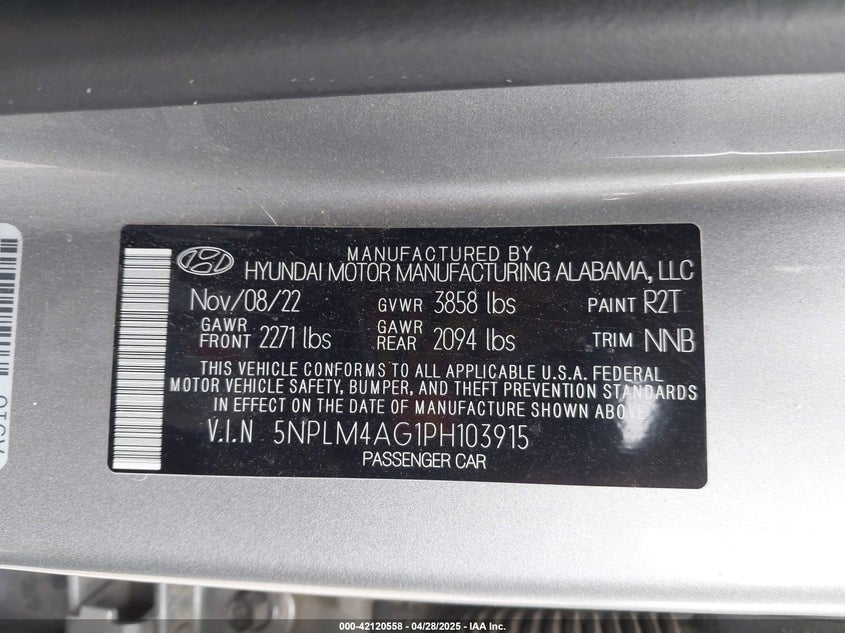 MANUFACTURED BY
HYUNDAI MOTOR MANUFACTURING ALABAMA, LLC
Nov/08/22 GVWR 3858 lbs PAINT R2T
GAWR FRONT 2271 lbs GAWR REAR 2094 lbs TRIM NNB
THIS VEHICLE CONFORMS TO ALL APPLICABLE U.S.A. FEDERAL
MOTOR VEHICLE SAFETY, BUMPER, AND THEFT PREVENTION STANDARDS
IN EFFECT ON THE DATE OF MANUFACTURE SHOWN ABOVE
V.I.N 5NPLM4AG1PH103915
PASSENGER CAR
000-42120558 - 04/28/2025 - IAA Inc.